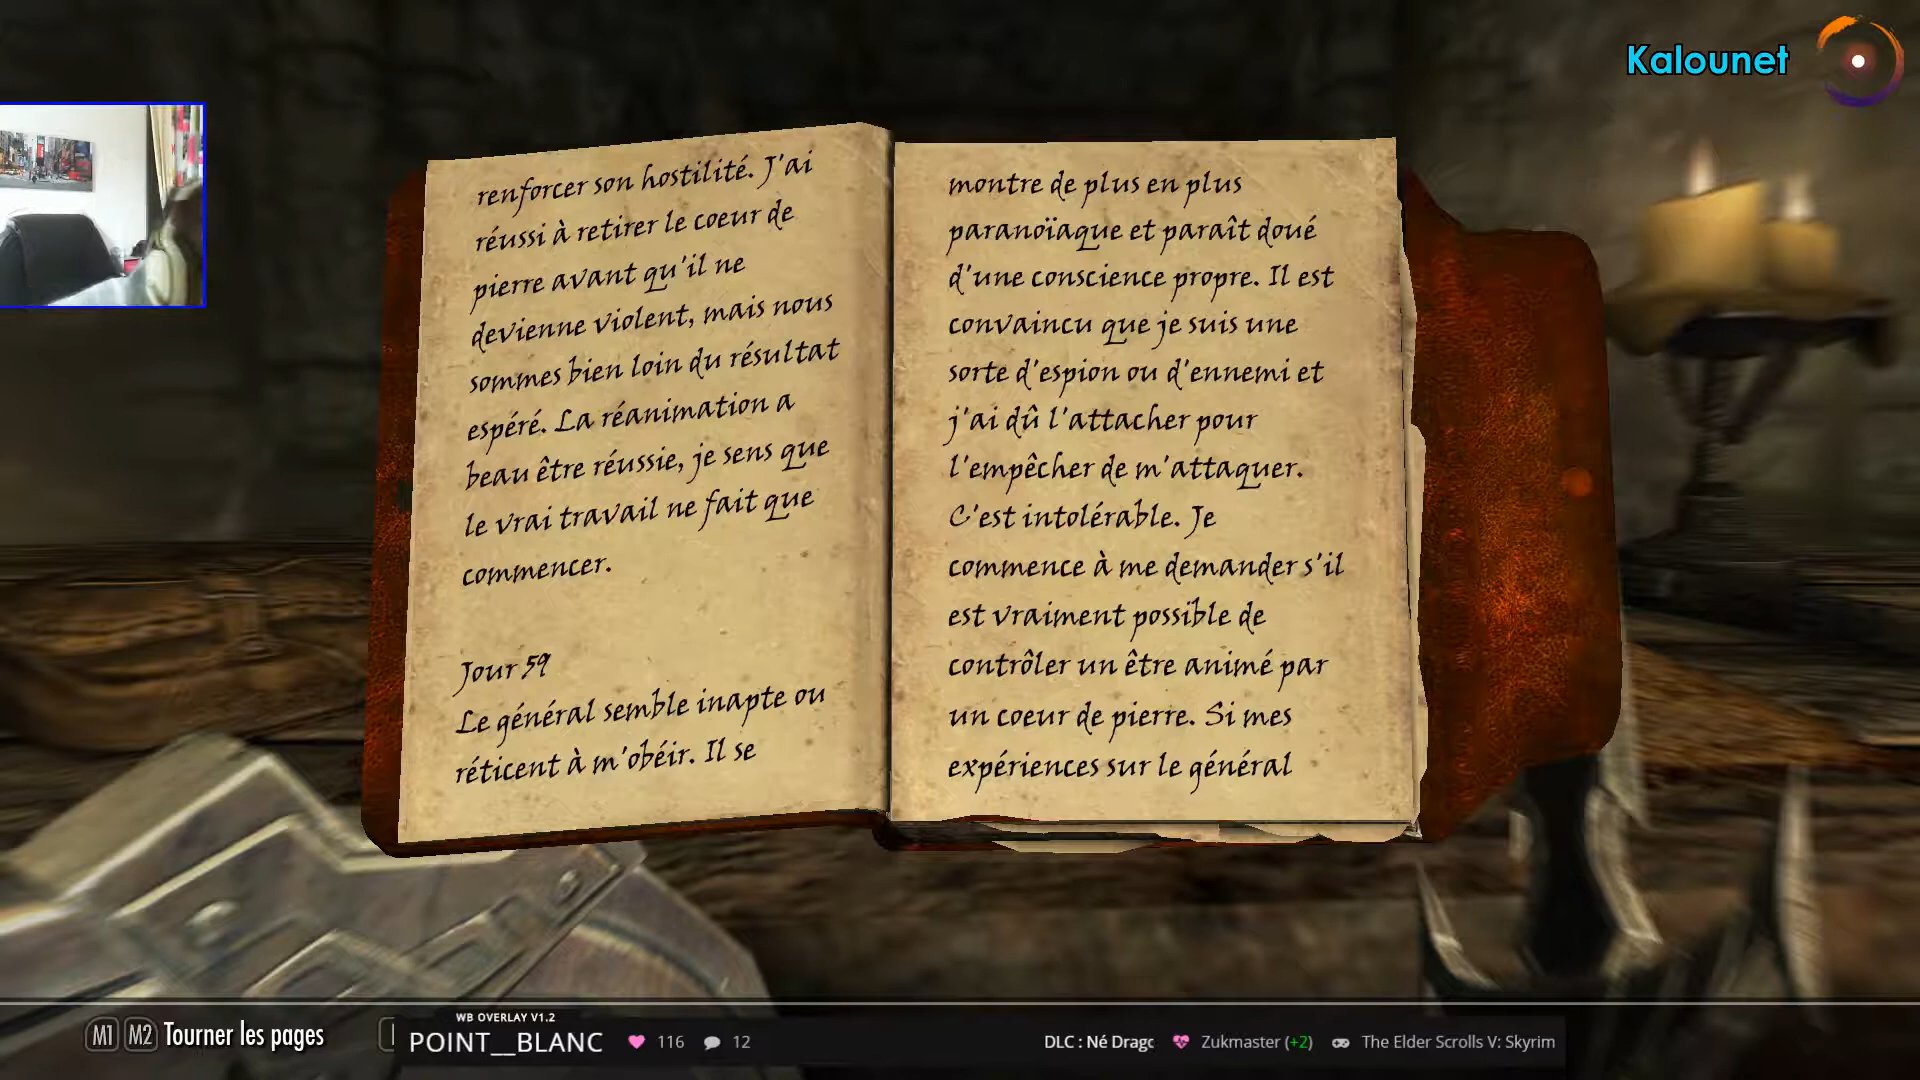 Kalounet
renforcer son hostilité. J'ai
réussi à retirer le coeur de
pierre avant qu'il ne
devienne violent, mais nous
sommes bien loin du résultat
espéré. La réanimation a
beau être réussie, je sens que
le vrai travail ne fait que
commencer.
Jour 59
Le général semble inapte ou
réticent à m'obéir. Il se
montre de plus en plus
paranoïaque et paraît doué
d'une conscience propre. Il est
convaincu que je suis une
sorte d'espion ou d'ennemi et
j'ai dû l'attacher pour
l'empêcher de m'attaquer.
C'est intolérable. Je
commence à me demander s'il
est vraiment possible de
contrôler un être animé par
un coeur de pierre. Si mes
expériences sur le général
M1 M2 Tourner les pages
WB OVERLAY V1.2
POINT__BLANC 116 12
DLC : Né Drago Zukmaster (+2) The Elder Scrolls V: Skyrim